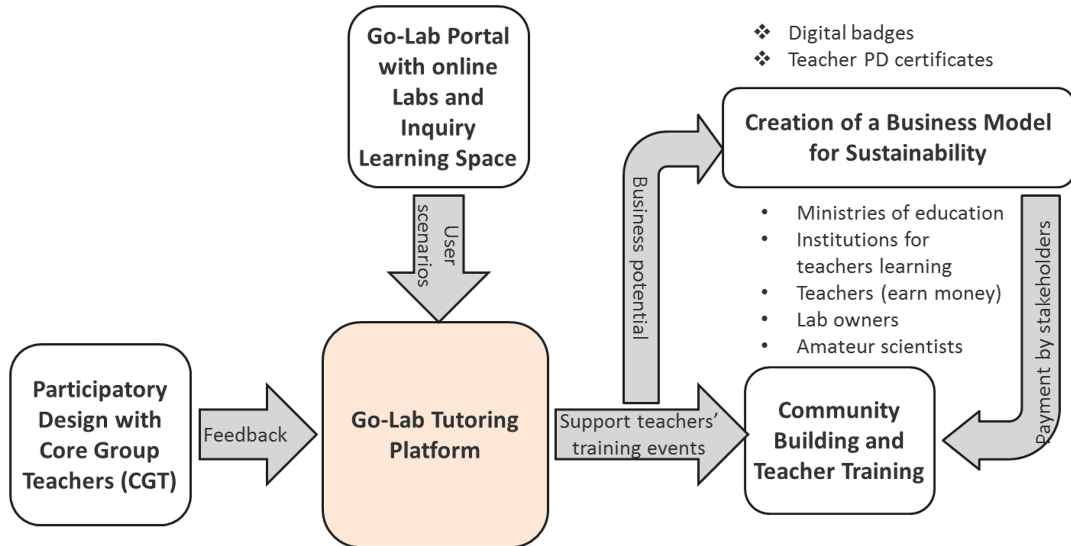 Go-Lab Portal
with online
Labs and
Inquiry
Learning Space
❖ Digital badges
❖ Teacher PD certificates
Creation of a Business Model
for Sustainability
User
scenarios
Business potential
• Ministries of education
• Institutions for
teachers learning
• Teachers (earn money)
• Lab owners
• Amateur scientists
Payment by stakeholders
Participatory
Design with
Core Group
Teachers (CGT)
Feedback
Go-Lab Tutoring
Platform
Support teachers’
training events
Community
Building and
Teacher Training